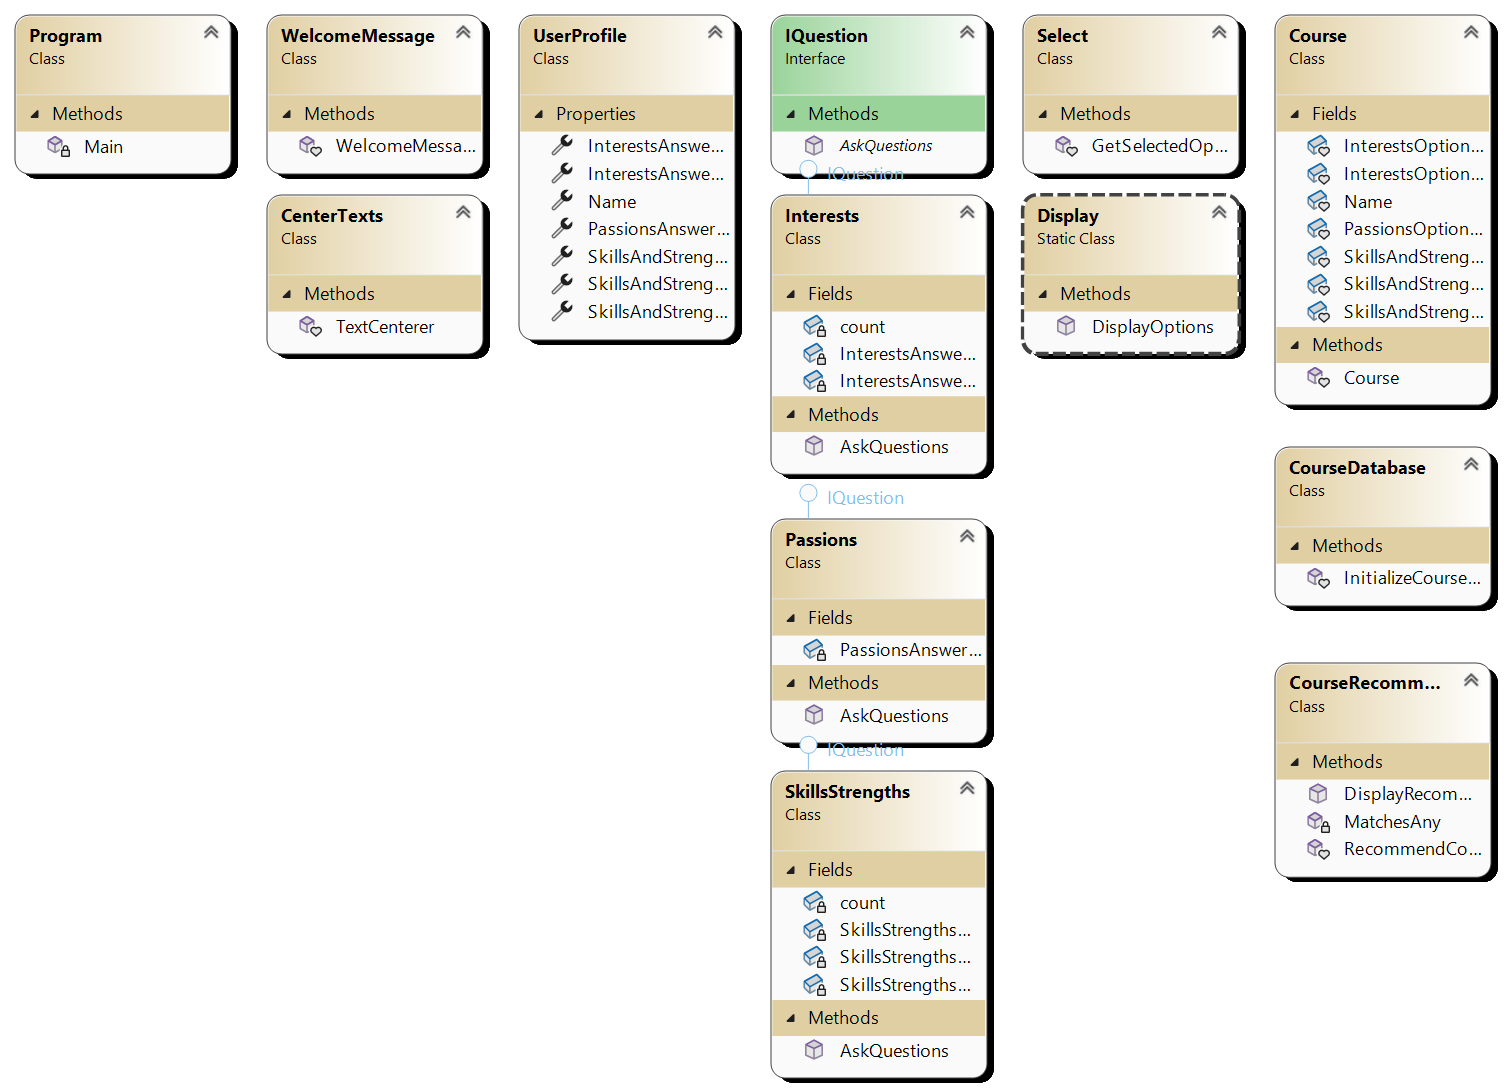 Program
Class
Methods
Main
WelcomeMessage
Class
Methods
WelcomeMessa...
CenterTexts
Class
Methods
TextCenterer
UserProfile
Class
Properties
InterestsAnswe...
InterestsAnswe...
Name
PassionsAnswer...
SkillsAndStreng...
SkillsAndStreng...
SkillsAndStreng...
IQuestion
Interface
Methods
AskQuestions
IQuestion
Interests
Class
Fields
count
InterestsAnswe...
InterestsAnswe...
Methods
AskQuestions
IQuestion
Passions
Class
Fields
PassionsAnswer...
Methods
AskQuestions
IQuestion
SkillsStrengths
Class
Fields
count
SkillsStrengths...
SkillsStrengths...
SkillsStrengths...
Methods
AskQuestions
Select
Class
Methods
GetSelectedOp...
Display
Static Class
Methods
DisplayOptions
Course
Class
Fields
InterestsOption...
InterestsOption...
Name
PassionsOption...
SkillsAndStreng...
SkillsAndStreng...
SkillsAndStreng...
Methods
Course
CourseDatabase
Class
Methods
InitializeCourse...
CourseRecomm...
Class
Methods
DisplayRecom...
MatchesAny
RecommendCo...